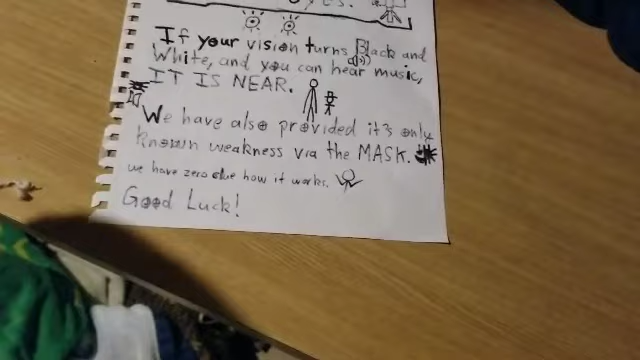 If your vision turns Black and
White, and you can hear music,
IT IS NEAR.
We have also provided it's only
known weakness via the MASK.
we have zero clue how it works.
Good Luck!